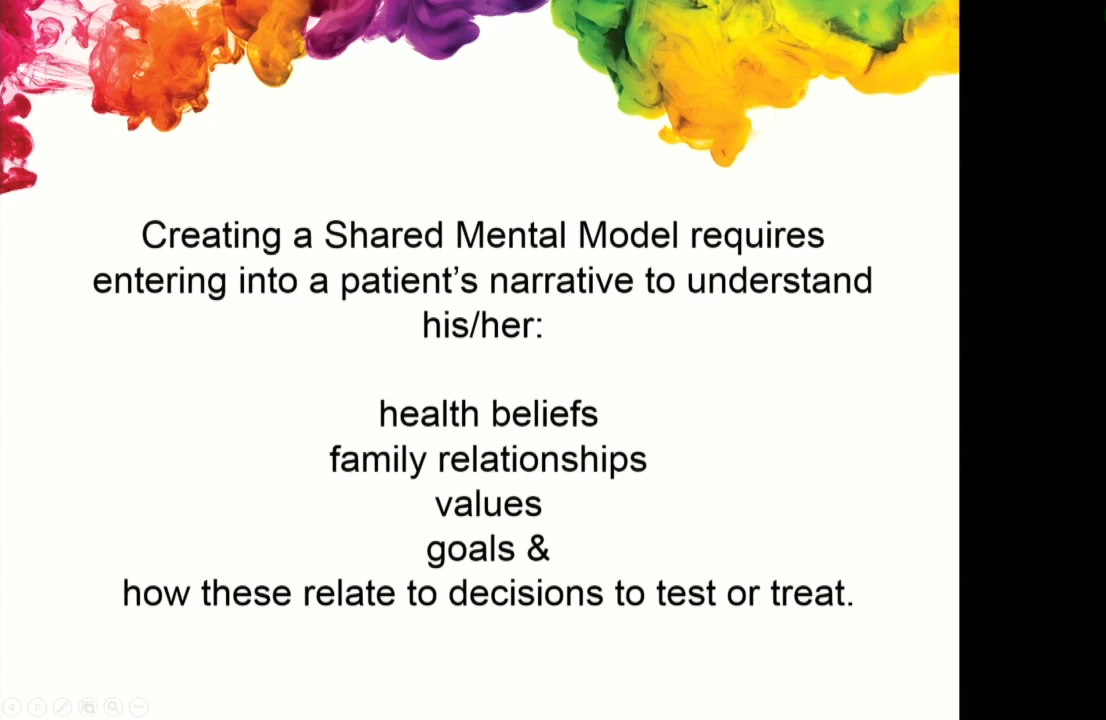 Creating a Shared Mental Model requires
entering into a patient’s narrative to understand
his/her:
health beliefs
family relationships
values
goals &
how these relate to decisions to test or treat.